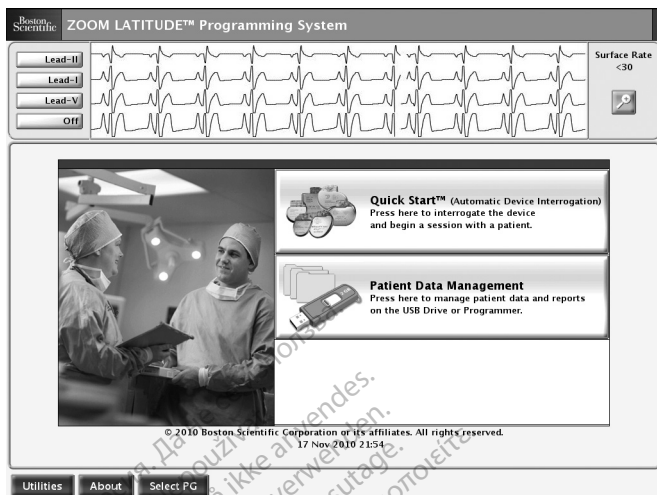 Boston
Scientific
ZOOM LATITUDE™ Programming System
Lead-II
Lead-I
Lead-V
Off
Surface Rate
<30
Quick Start™ (Automatic Device Interrogation)
Press here to interrogate the device
and begin a session with a patient.
Patient Data Management
Press here to manage patient data and reports
on the USB Drive or Programmer.
© 2010 Boston Scientific Corporation or its affiliates. All rights reserved.
17 Nov 2010 21:54
Utilities
About
Select PG
ikke anvendes.
verwenden.